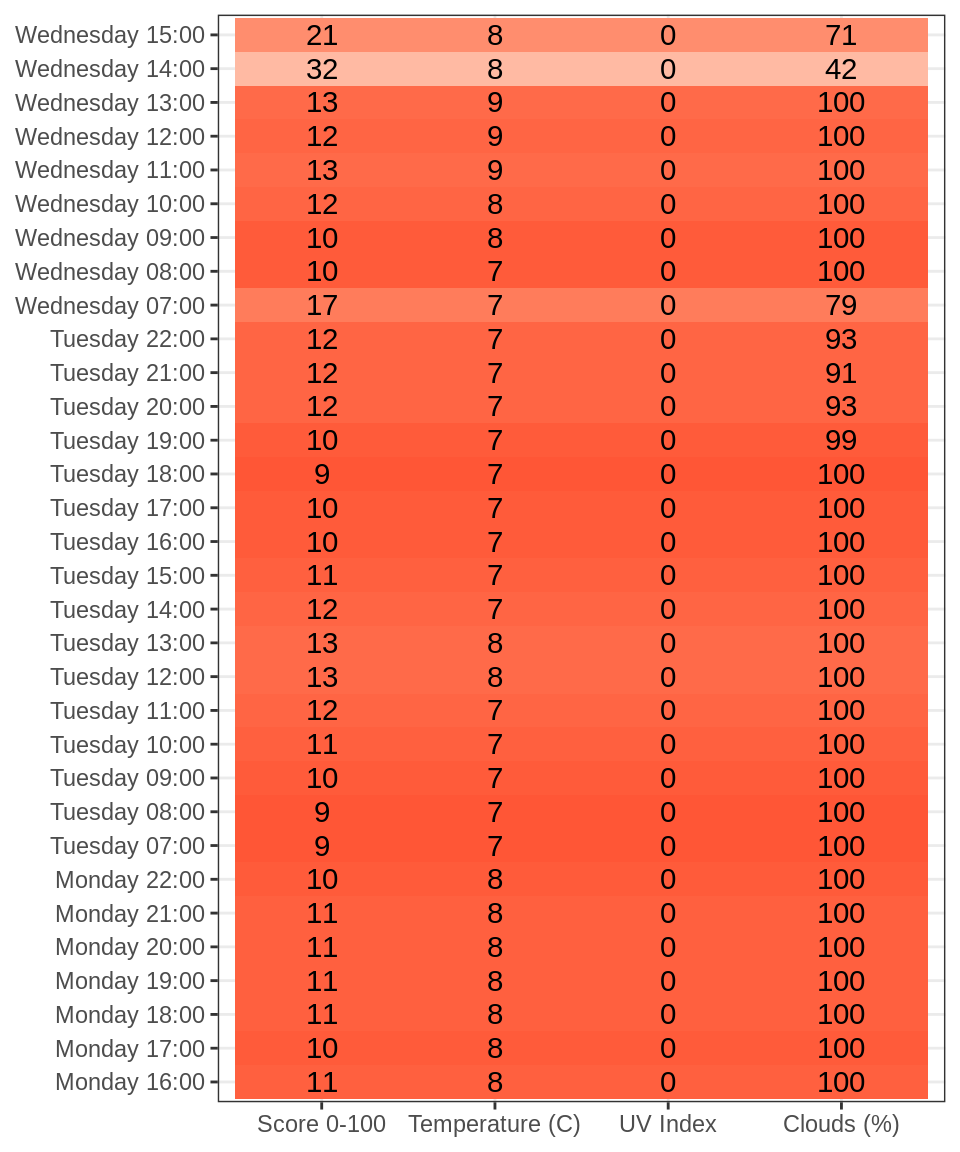 Wednesday 15:00 21 8 0 71
Wednesday 14:00 32 8 0 42
Wednesday 13:00 13 9 0 100
Wednesday 12:00 12 9 0 100
Wednesday 11:00 13 9 0 100
Wednesday 10:00 12 8 0 100
Wednesday 09:00 10 8 0 100
Wednesday 08:00 10 7 0 100
Wednesday 07:00 17 7 0 79
Tuesday 22:00 12 7 0 93
Tuesday 21:00 12 7 0 91
Tuesday 20:00 12 7 0 93
Tuesday 19:00 10 7 0 99
Tuesday 18:00 9 7 0 100
Tuesday 17:00 10 7 0 100
Tuesday 16:00 10 7 0 100
Tuesday 15:00 11 7 0 100
Tuesday 14:00 12 7 0 100
Tuesday 13:00 13 8 0 100
Tuesday 12:00 13 8 0 100
Tuesday 11:00 12 7 0 100
Tuesday 10:00 11 7 0 100
Tuesday 09:00 10 7 0 100
Tuesday 08:00 9 7 0 100
Tuesday 07:00 9 7 0 100
Monday 22:00 10 8 0 100
Monday 21:00 11 8 0 100
Monday 20:00 11 8 0 100
Monday 19:00 11 8 0 100
Monday 18:00 11 8 0 100
Monday 17:00 10 8 0 100
Monday 16:00 11 8 0 100
Score 0-100 Temperature (C) UV Index Clouds (%)